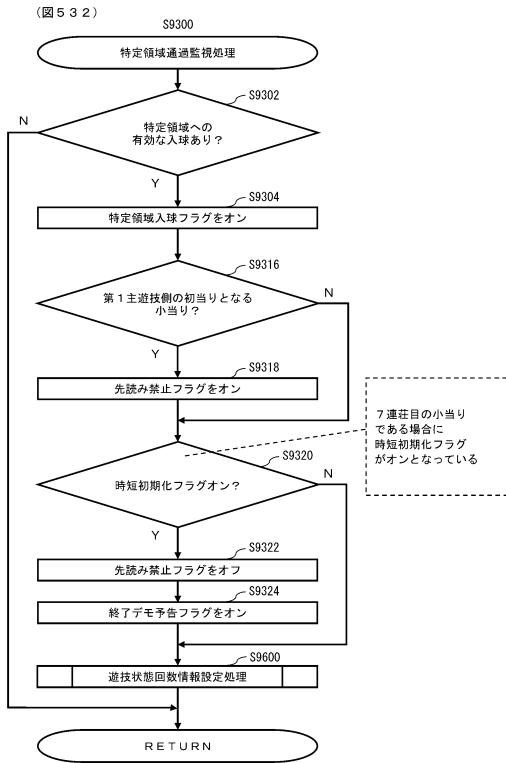 （図５３２）
S9300
特定領域通過監視処理
S9302
N
特定領域への
有効な入球あり？
Y
S9304
特定領域入球フラグをオン
S9316
N
第１主遊技側の初当りとなる
小当り？
Y
S9318
先読み禁止フラグをオン
７連荘目の小当り
である場合に
時短初期化フラグ
がオンとなっている
S9320
N
時短初期化フラグオン？
Y
S9322
先読み禁止フラグをオフ
S9324
終了デモ予告フラグをオン
S9600
遊技状態回数情報設定処理
ＲＥＴＵＲＮ